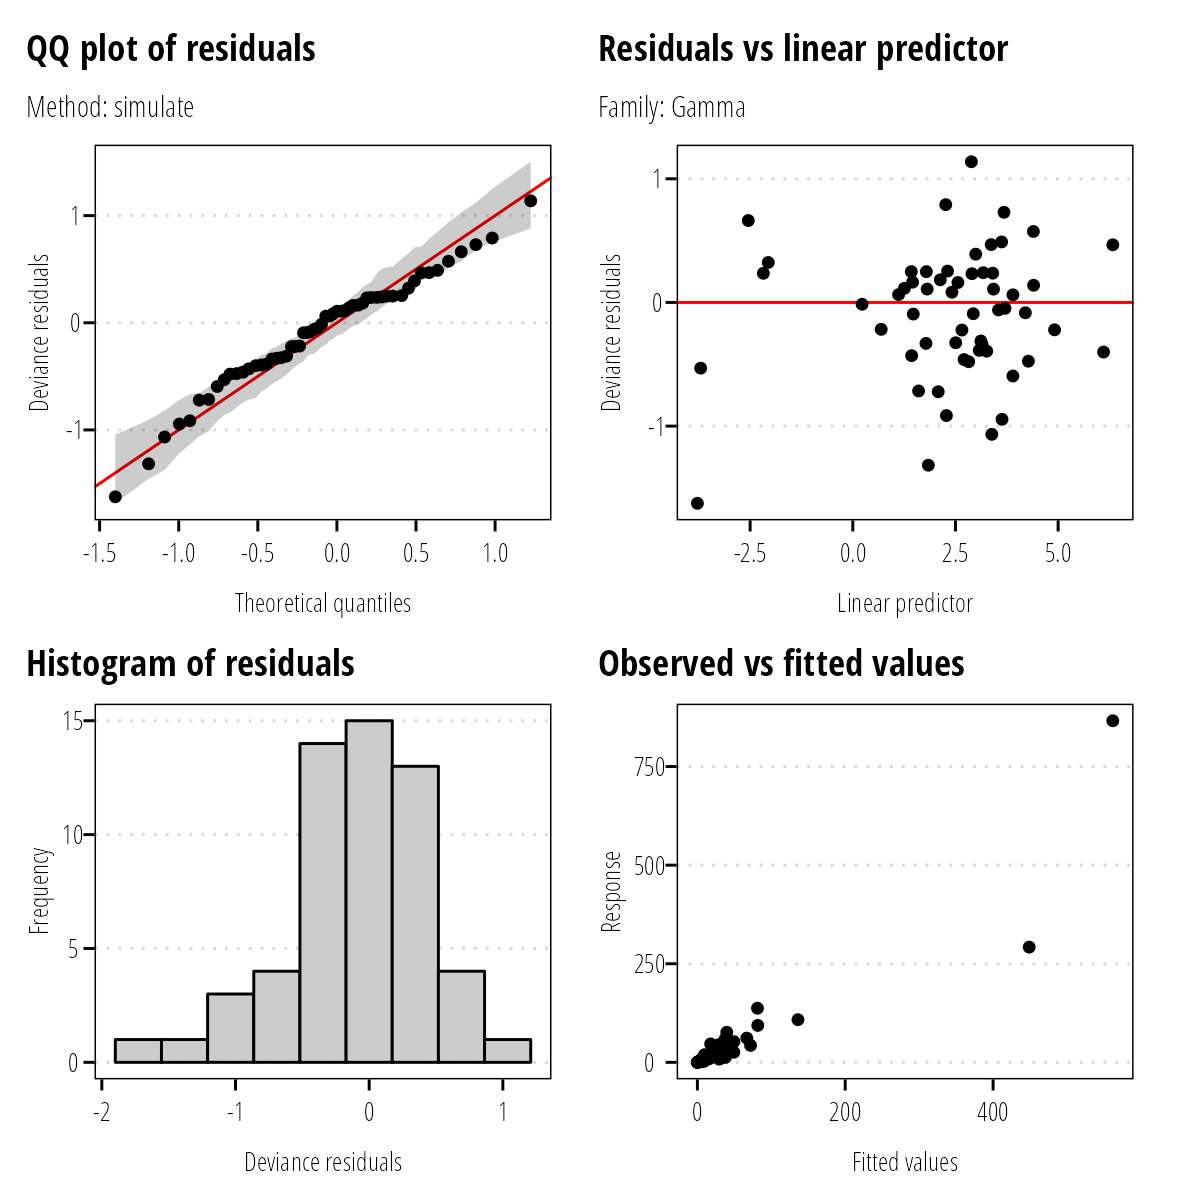 QQ plot of residuals
Method: simulate
Deviance residuals
1
0
-1
-1.5 -1.0 -0.5 0.0 0.5 1.0
Theoretical quantiles
Residuals vs linear predictor
Family: Gamma
Deviance residuals
1
0
-1
-2.5 0.0 2.5 5.0
Linear predictor
Histogram of residuals
Frequency
15
10
5
0
-2 -1 0 1
Deviance residuals
Observed vs fitted values
Response
750
500
250
0
0 200 400
Fitted values